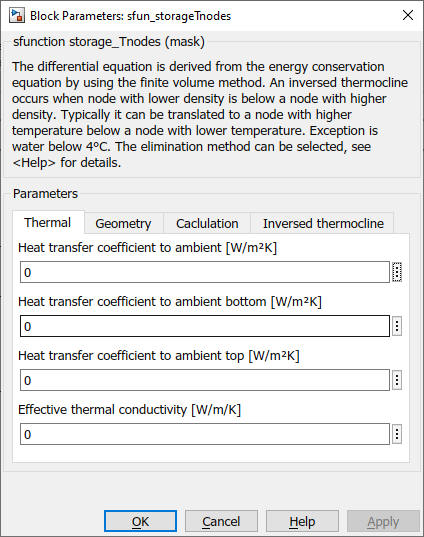 Block Parameters: sfun_storageTnodes
sfunction storage_Tnodes (mask)
The differential equation is derived from the energy conservation
equation by using the finite volume method. An inversed thermocline
occurs when node with lower density is below a node with higher
density. Typically it can be translated to a node with higher
temperature below a node with lower temperature. Exception is
water below 4°C. The elimination method can be selected, see
<Help> for details.
Parameters
Thermal Geometry Caclulation Inversed thermocline
Heat transfer coefficient to ambient [W/m²K]
0
Heat transfer coefficient to ambient bottom [W/m²K]
0
Heat transfer coefficient to ambient top [W/m²K]
0
Effective thermal conductivity [W/m/K]
0
OK Cancel Help Apply